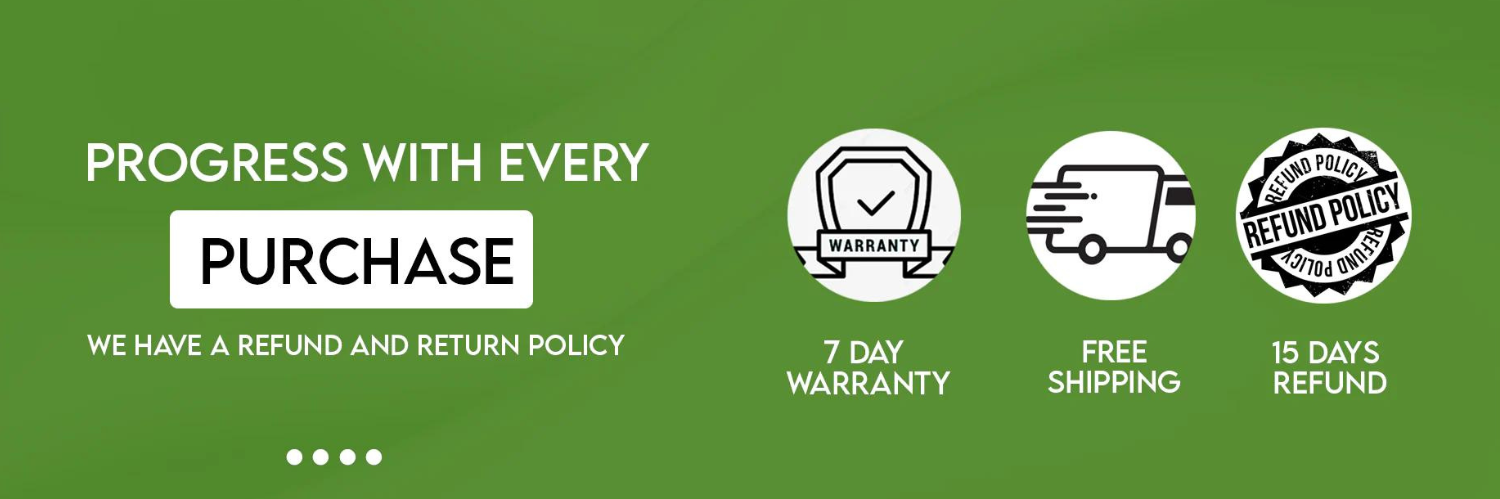 PROGRESS WITH EVERY
PURCHASE
WE HAVE A REFUND AND RETURN POLICY
WARRANTY
7 DAY
WARRANTY
FREE
SHIPPING
REFUND POLICY
REFUND POLICY
REFUND POLICY
15 DAYS
REFUND